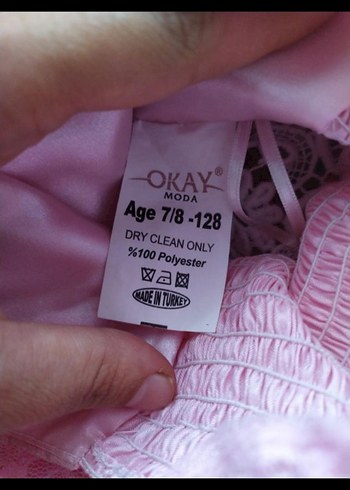 OKAY®
MODA
Age 7/8 -128
DRY CLEAN ONLY
%100 Polyester
MADE IN TURKEY